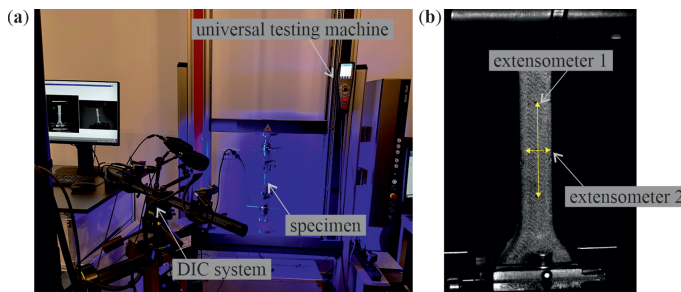 (a)
universal testing machine
specimen
DIC system
(b)
extensometer 1
extensometer 2